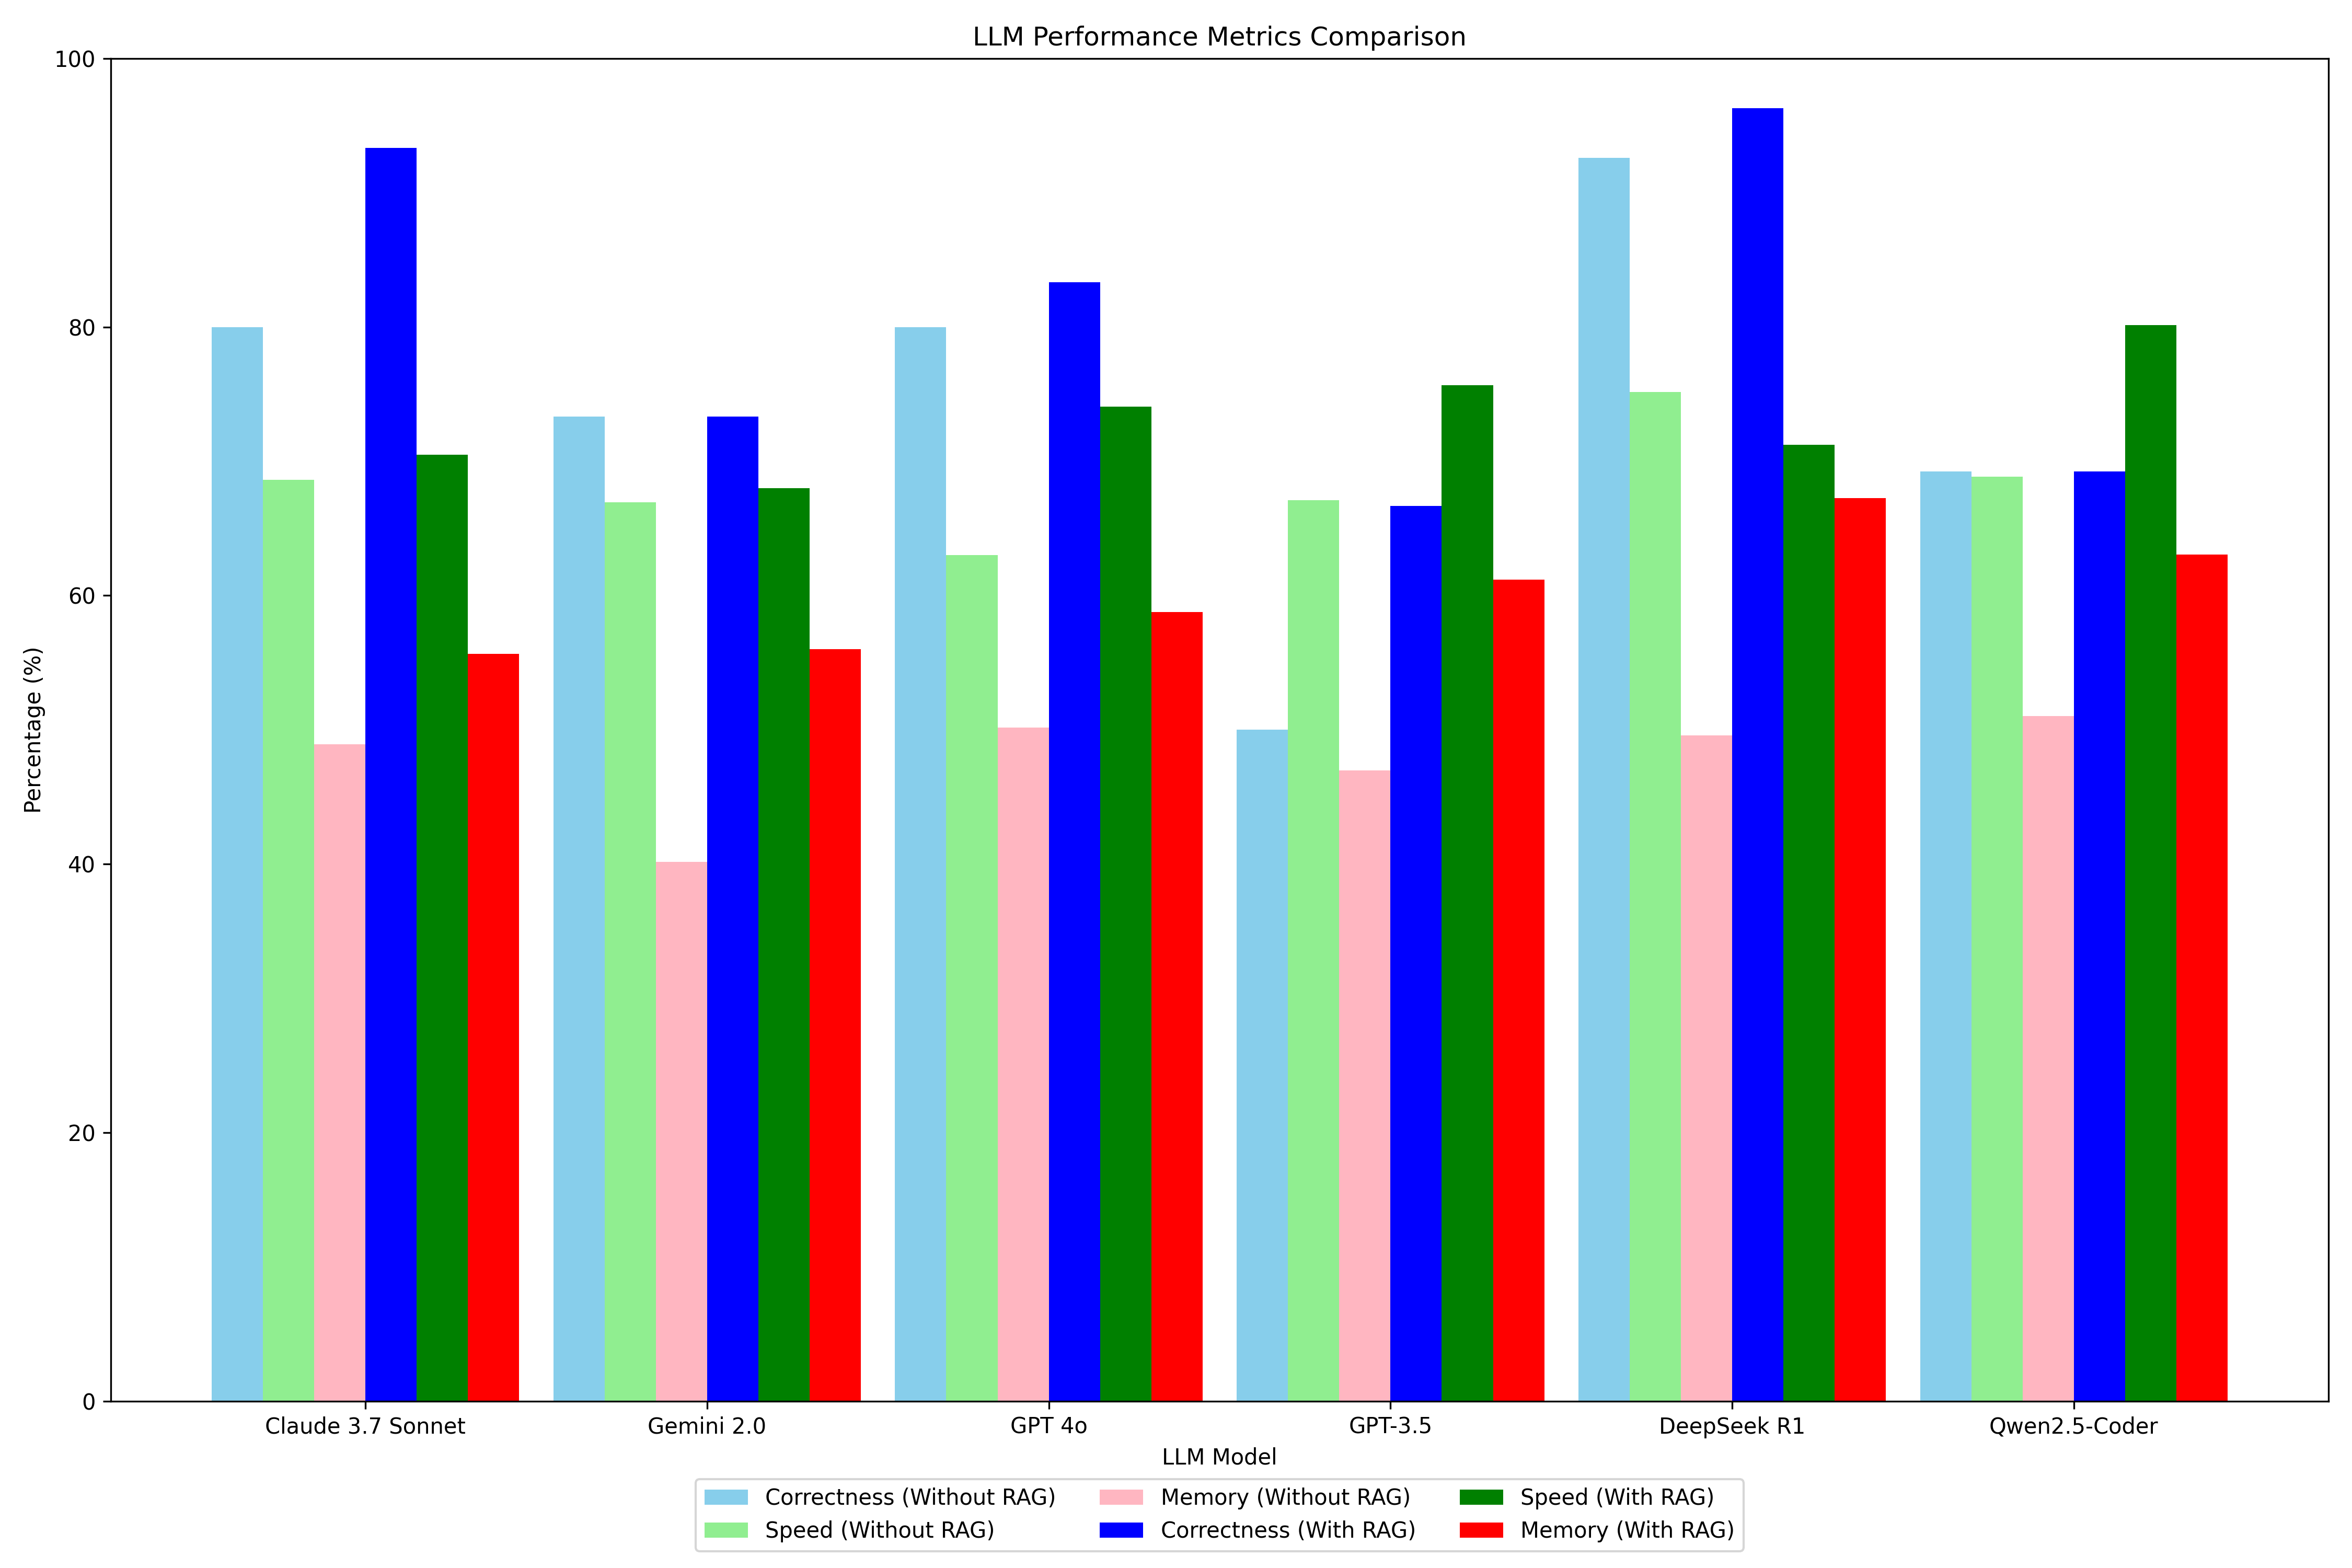 LLM Performance Metrics Comparison
100
80
60
40
20
0
Percentage (%)
Claude 3.7 Sonnet
Gemini 2.0
GPT 4o
GPT-3.5
DeepSeek R1
Qwen2.5-Coder
LLM Model
Correctness (Without RAG)
Speed (Without RAG)
Memory (Without RAG)
Correctness (With RAG)
Speed (With RAG)
Memory (With RAG)